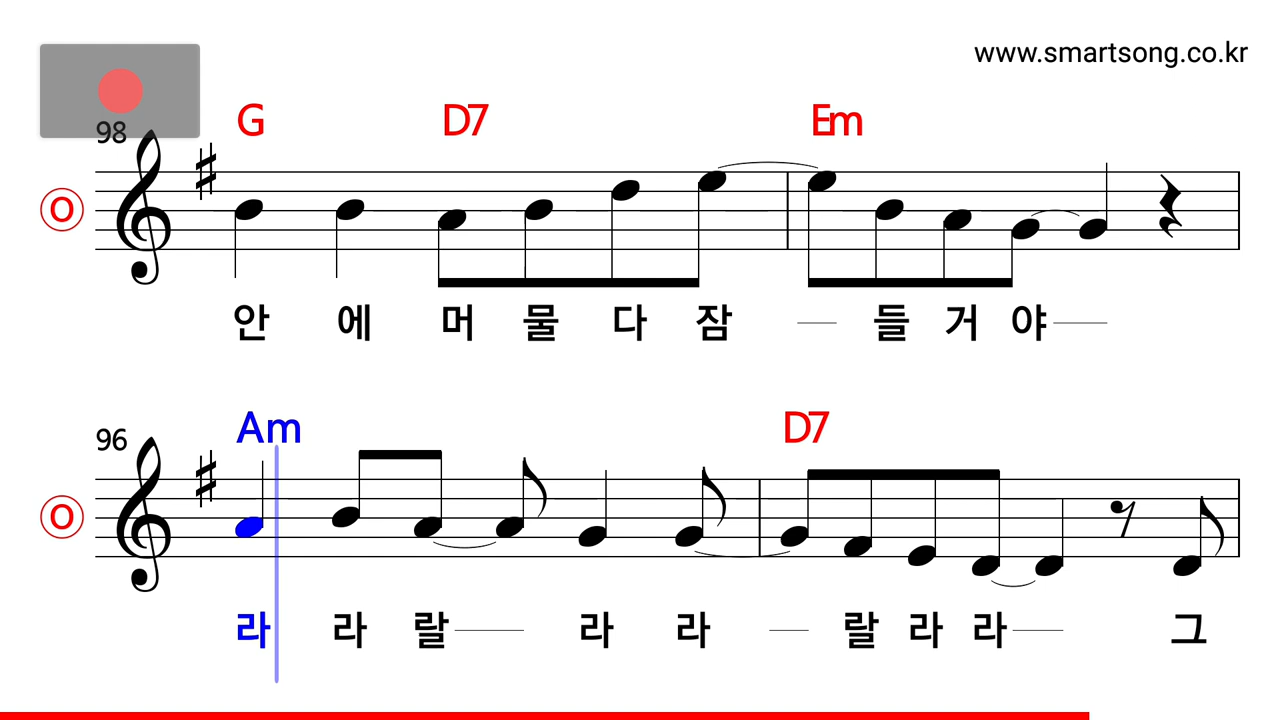 www.smartsong.co.kr
98
G D7 Em
O
안 에 머 물 다 잠 들 거 야
96
Am D7
O
라 라 랄 라 라 랄 라 라 그